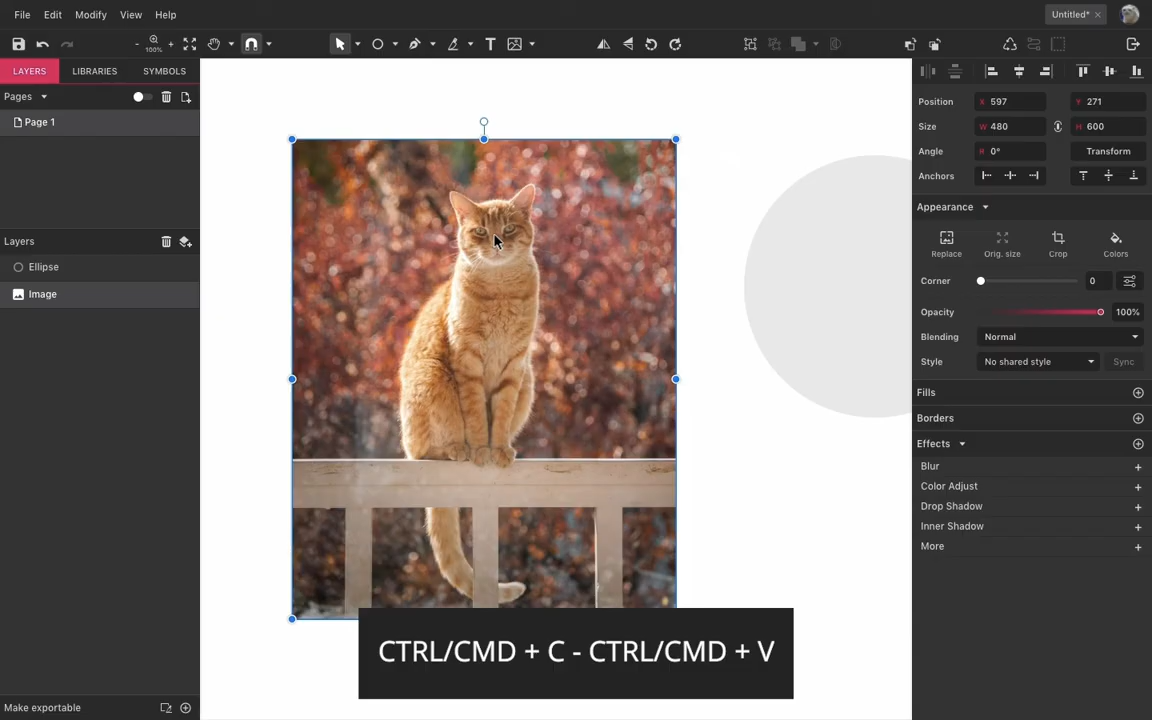 File Edit Modify View Help
Untitled*
100%
LAYERS LIBRARIES SYMBOLS
Pages
Page 1
Layers
Ellipse
Image
Make exportable
Position X 597 Y 271
Size W 480 H 600
Angle R 0° Transform
Anchors
Appearance
Replace Orig. size Crop Colors
Corner 0
Opacity 100%
Blending Normal
Style No shared style Sync
Fills
Borders
Effects
Blur
Color Adjust
Drop Shadow
Inner Shadow
More
CTRL/CMD + C - CTRL/CMD + V